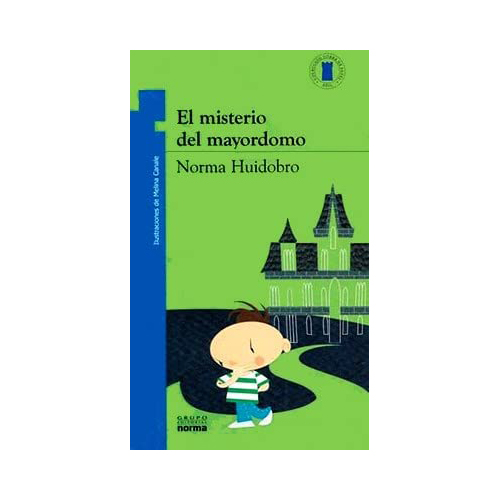 El misterio
del mayordomo
Norma Huidobro
Ilustraciones de Melina Canale
GRUPO
EDITORIAL
norma